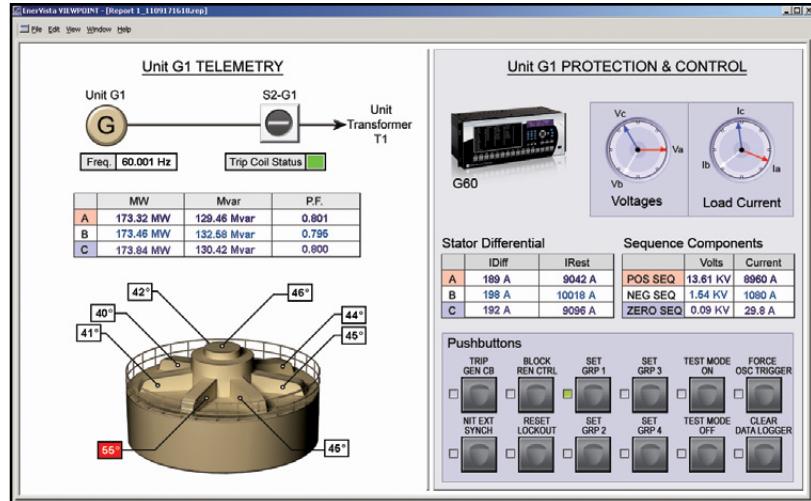 EnerVista VIEWPOINT - [Report 1_1109171618.rep]
File Edit View Window Help
Unit G1 TELEMETRY
Unit G1
S2-G1
G
Unit
Transformer
T1
Freq. 60.001 Hz
Trip Coil Status
MW Mvar P.F.
A 173.32 MW 129.46 Mvar 0.801
B 173.46 MW 132.58 Mvar 0.795
C 173.84 MW 130.42 Mvar 0.800
42°
46°
40°
44°
41°
45°
55°
45°
Unit G1 PROTECTION & CONTROL
G60
Vc
Va
Vb
Voltages
Ic
Ib
Ia
Load Current
Stator Differential
IDiff IRest
A 189 A 9042 A
B 198 A 10018 A
C 192 A 9096 A
Sequence Components
Volts Current
POS SEQ 13.61 KV 8960 A
NEG SEQ 1.54 KV 1080 A
ZERO SEQ 0.09 KV 29.8 A
Pushbuttons
TRIP
GEN CB
BLOCK
REN CTRL
SET
GRP 1
SET
GRP 3
TEST MODE
ON
FORCE
OSC TRIGGER
NIT EXT
SYNCH
RESET
LOCKOUT
SET
GRP 2
SET
GRP 4
TEST MODE
OFF
CLEAR
DATA LOGGER